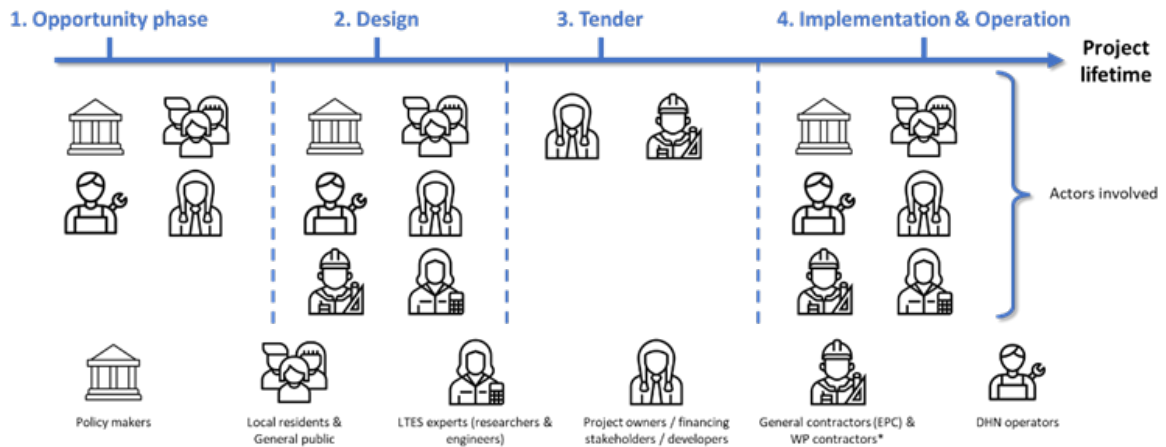 1. Opportunity phase
2. Design
3. Tender
4. Implementation & Operation
Project
lifetime
Actors involved
Policy makers
Local residents &
General public
LTES experts (researchers &
engineers)
Project owners / financing
stakeholders / developers
General contractors (EPC) &
WP contractors*
DHN operators